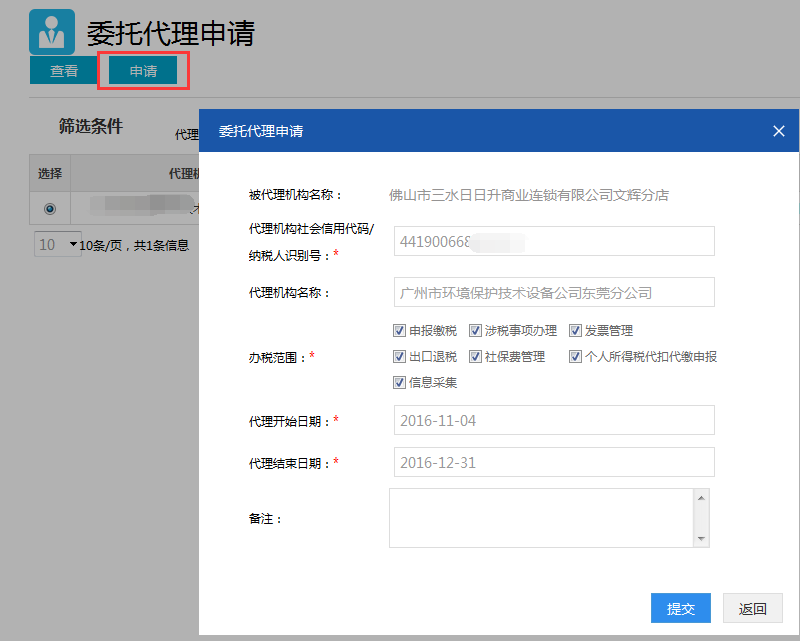 委托代理申请
查看 申请
筛选条件 代理
选择 代理
10 10条/页，共1条信息
委托代理申请
被代理机构名称： 佛山市三水日日升商业连锁有限公司文辉分店
代理机构社会信用代码/
纳税人识别号：* 441900668
代理机构名称： 广州市环境保护技术设备公司东莞分公司
办税范围：*
申报缴税 涉税事项办理 发票管理
出口退税 社保费管理 个人所得税代扣代缴申报
信息采集
代理开始日期：* 2016-11-04
代理结束日期：* 2016-12-31
备注：
提交 返回